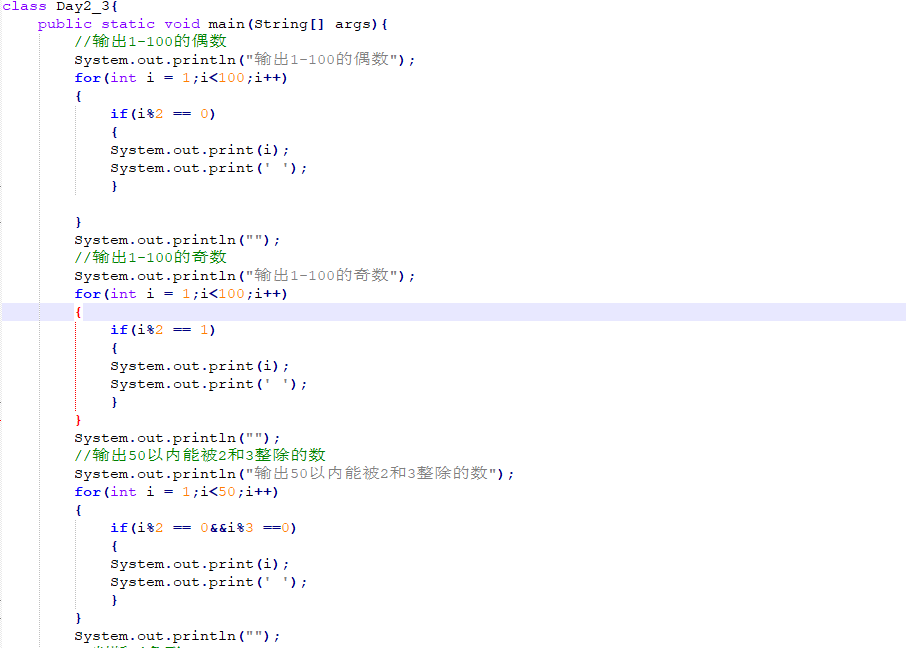 class Day2_3{
public static void main(String[] args){
//输出1-100的偶数
System.out.println("输出1-100的偶数");
for(int i = 1;i<100;i++)
{
if(i%2 == 0)
{
System.out.print(i);
System.out.print(' ');
}
}
System.out.println("");
//输出1-100的奇数
System.out.println("输出1-100的奇数");
for(int i = 1;i<100;i++)
{
if(i%2 == 1)
{
System.out.print(i);
System.out.print(' ');
}
}
System.out.println("");
//输出50以内能被2和3整除的数
System.out.println("输出50以内能被2和3整除的数");
for(int i = 1;i<50;i++)
{
if(i%2 == 0&&i%3 ==0)
{
System.out.print(i);
System.out.print(' ');
}
}
System.out.println("");